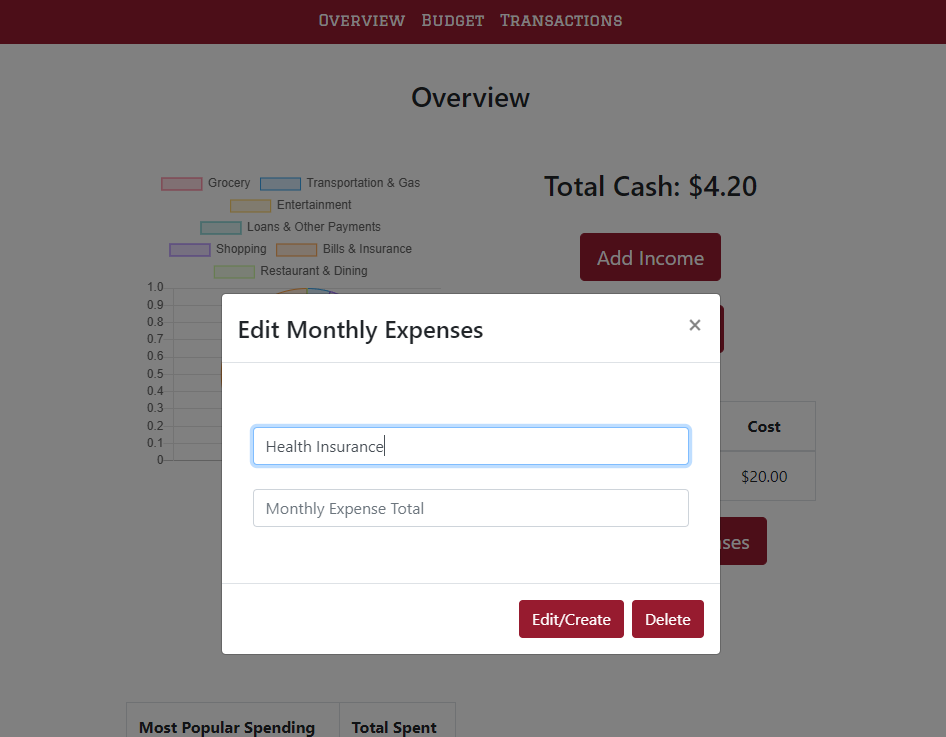 Overview Budget Transactions
Overview
Grocery Transportation & Gas
Entertainment
Loans & Other Payments
Shopping Bills & Insurance
Restaurant & Dining
1.0
0.9
0.8
0.7
0.6
0.5
0.4
0.3
0.2
0.1
0
Total Cash: $4.20
Add Income
Edit Monthly Expenses ×
Health Insurance
Monthly Expense Total
Edit/Create Delete
Cost
$20.00
Most Popular Spending Total Spent